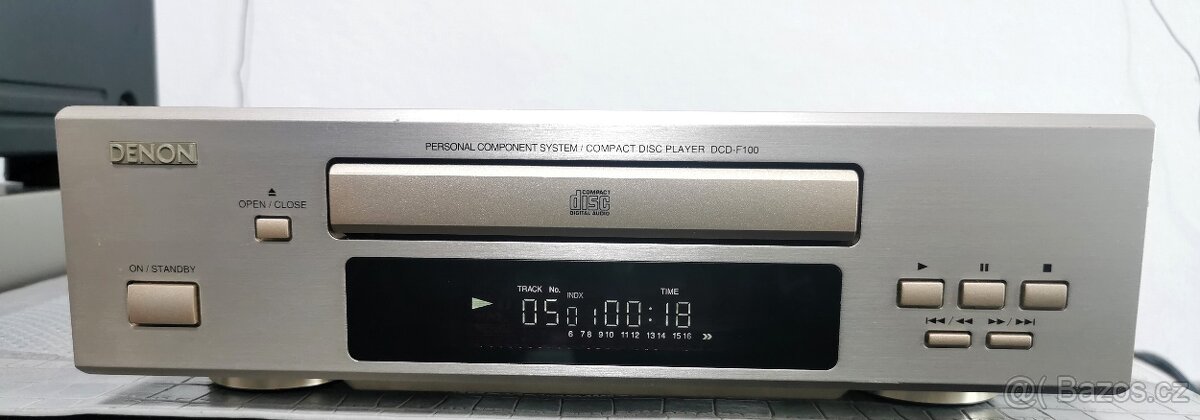 DENON
PERSONAL COMPONENT SYSTEM / COMPACT DISC PLAYER DCD-F100
COMPACT
disc
DIGITAL AUDIO
OPEN / CLOSE
ON / STANDBY
TRACK No. INDX TIME
05 01 00:18
6 7 8 9 10 11 12 13 14 15 16
@( Bazos.cz